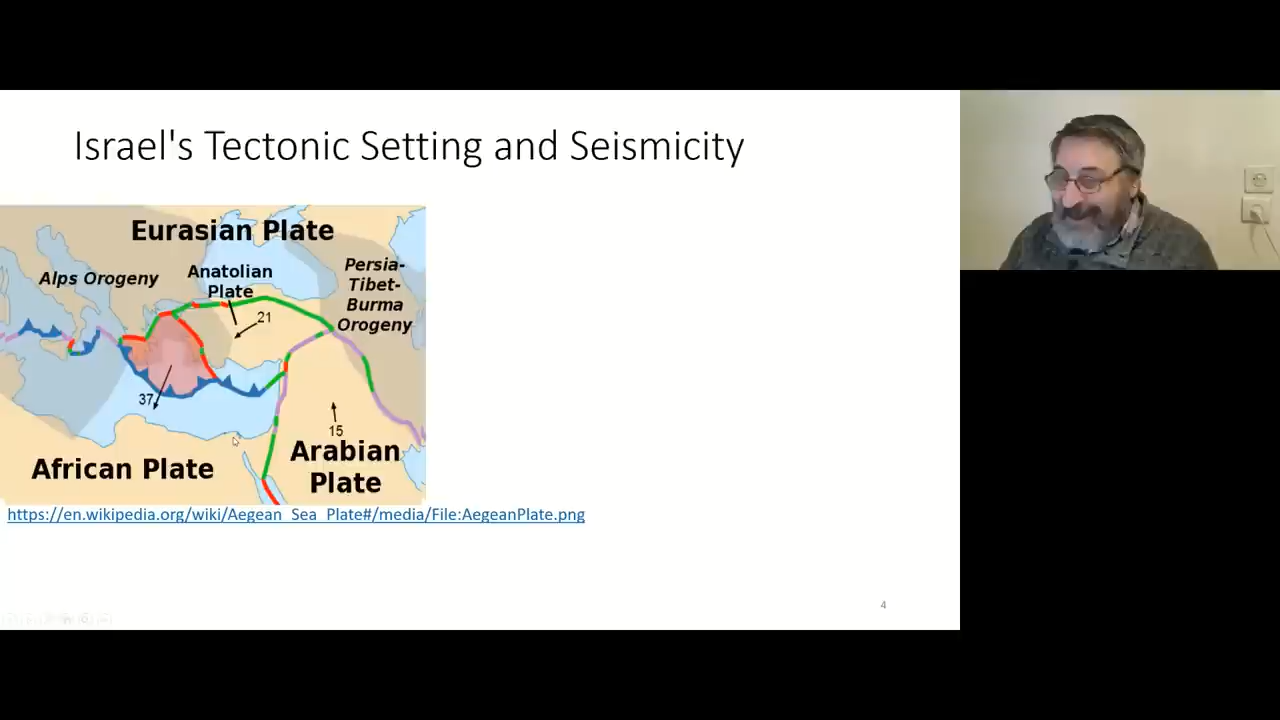 Israel's Tectonic Setting and Seismicity
Eurasian Plate
Alps Orogeny
Anatolian
Plate
Persia-
Tibet-
Burma
Orogeny
21
37
15
African Plate
Arabian
Plate
https://en.wikipedia.org/wiki/Aegean_Sea_Plate#/media/File:AegeanPlate.png
4